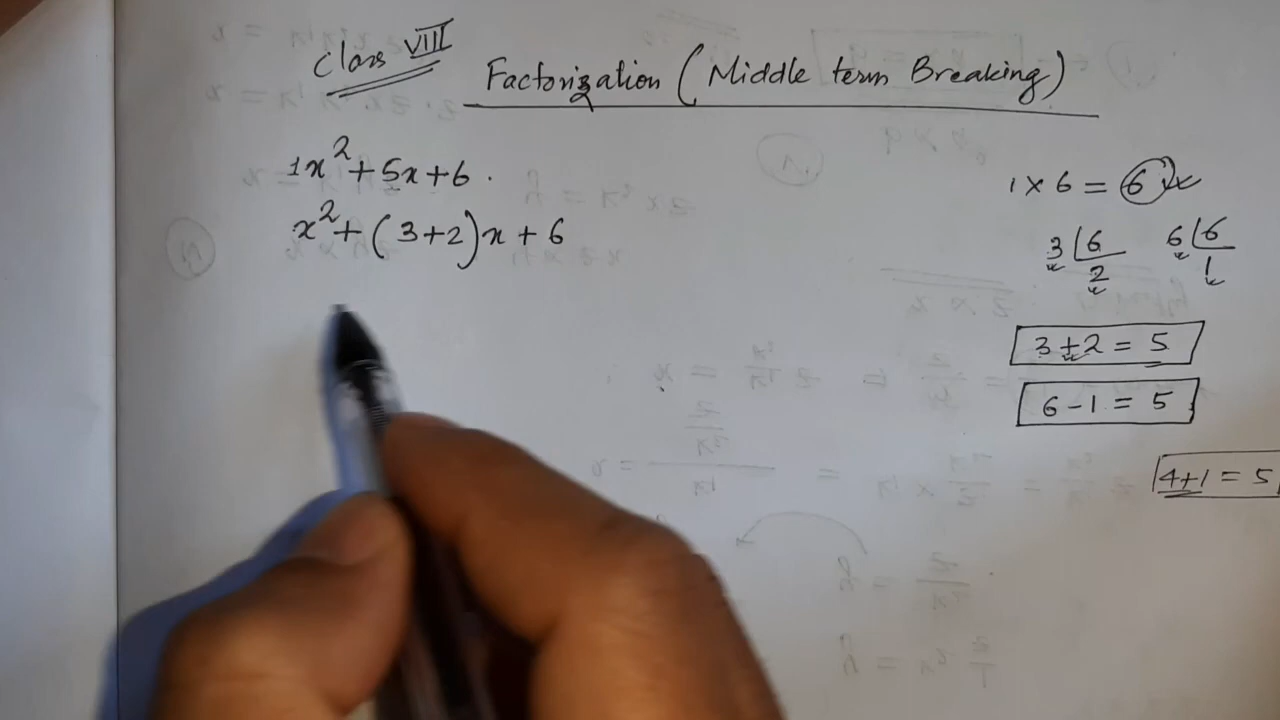 Class VIII
Factorization (Middle term Breaking)
1x² + 5x + 6 .
x² + (3+2)x + 6
1 × 6 = 6
3 6 2
6 6 1
3+2 = 5
6-1 = 5
4+1 = 5